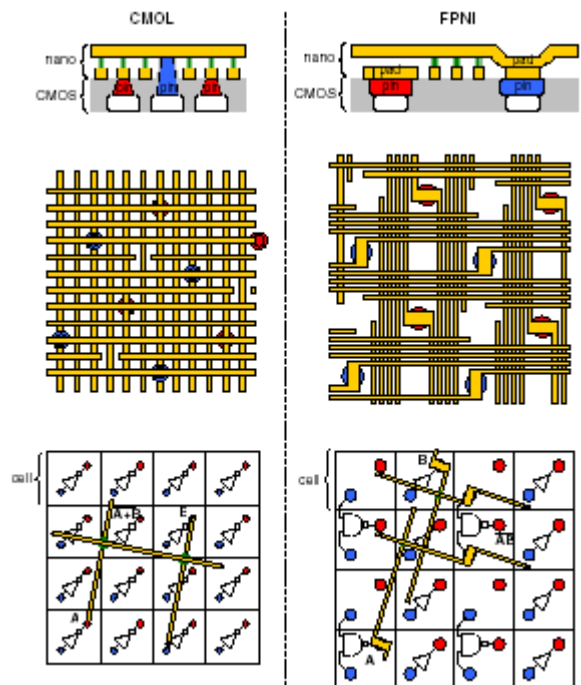 CMOL
FPNI
nano
CMOS
pin
pin
pin
nano
CMOS
pad
pad
pin
pin
cell
A+B
E
A
cell
B
AB
A